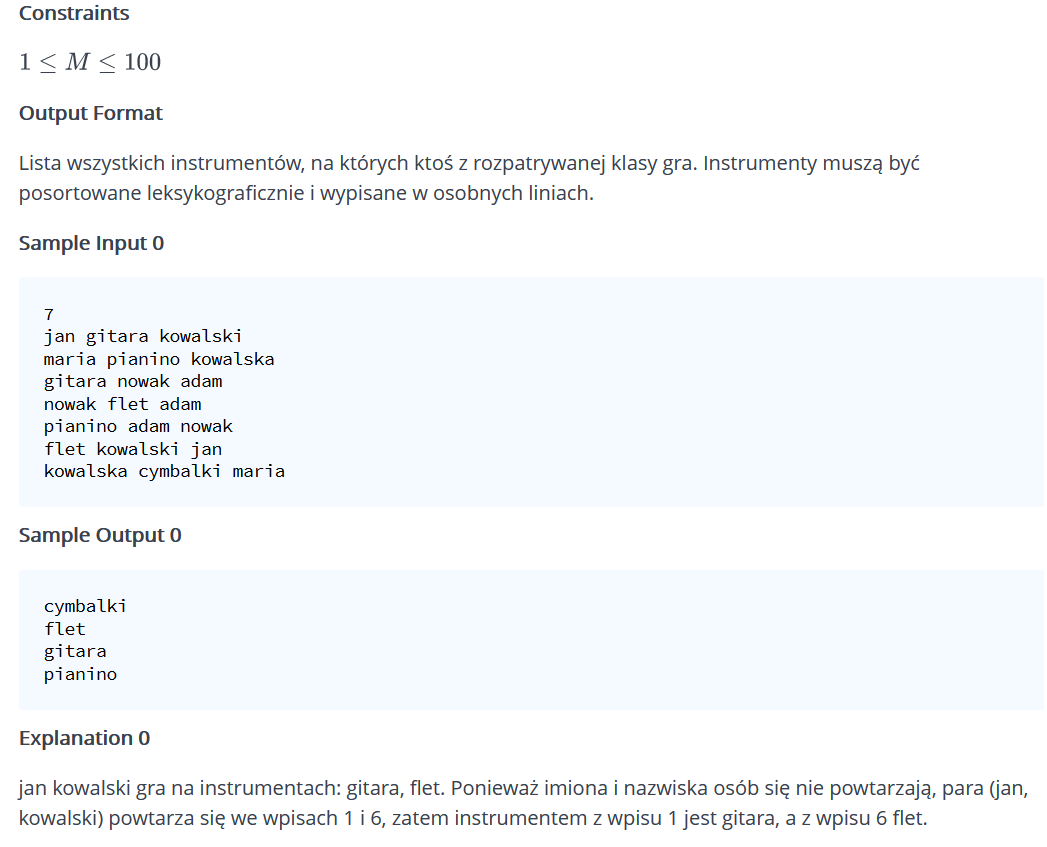 Constraints
1 ≤ M ≤ 100
Output Format
Lista wszystkich instrumentów, na których ktoś z rozpatrywanej klasy gra. Instrumenty muszą być
posortowane leksykograficznie i wypisane w osobnych liniach.
Sample Input 0
7
jan gitara kowalski
maria pianino kowalska
gitara nowak adam
nowak flet adam
pianino adam nowak
flet kowalski jan
kowalska cymbalki maria
Sample Output 0
cymbalki
flet
gitara
pianino
Explanation 0
jan kowalski gra na instrumentach: gitara, flet. Ponieważ imiona i nazwiska osób się nie powtarzają, para (jan,
kowalski) powtarza się we wpisach 1 i 6, zatem instrumentem z wpisu 1 jest gitara, a z wpisu 6 flet.